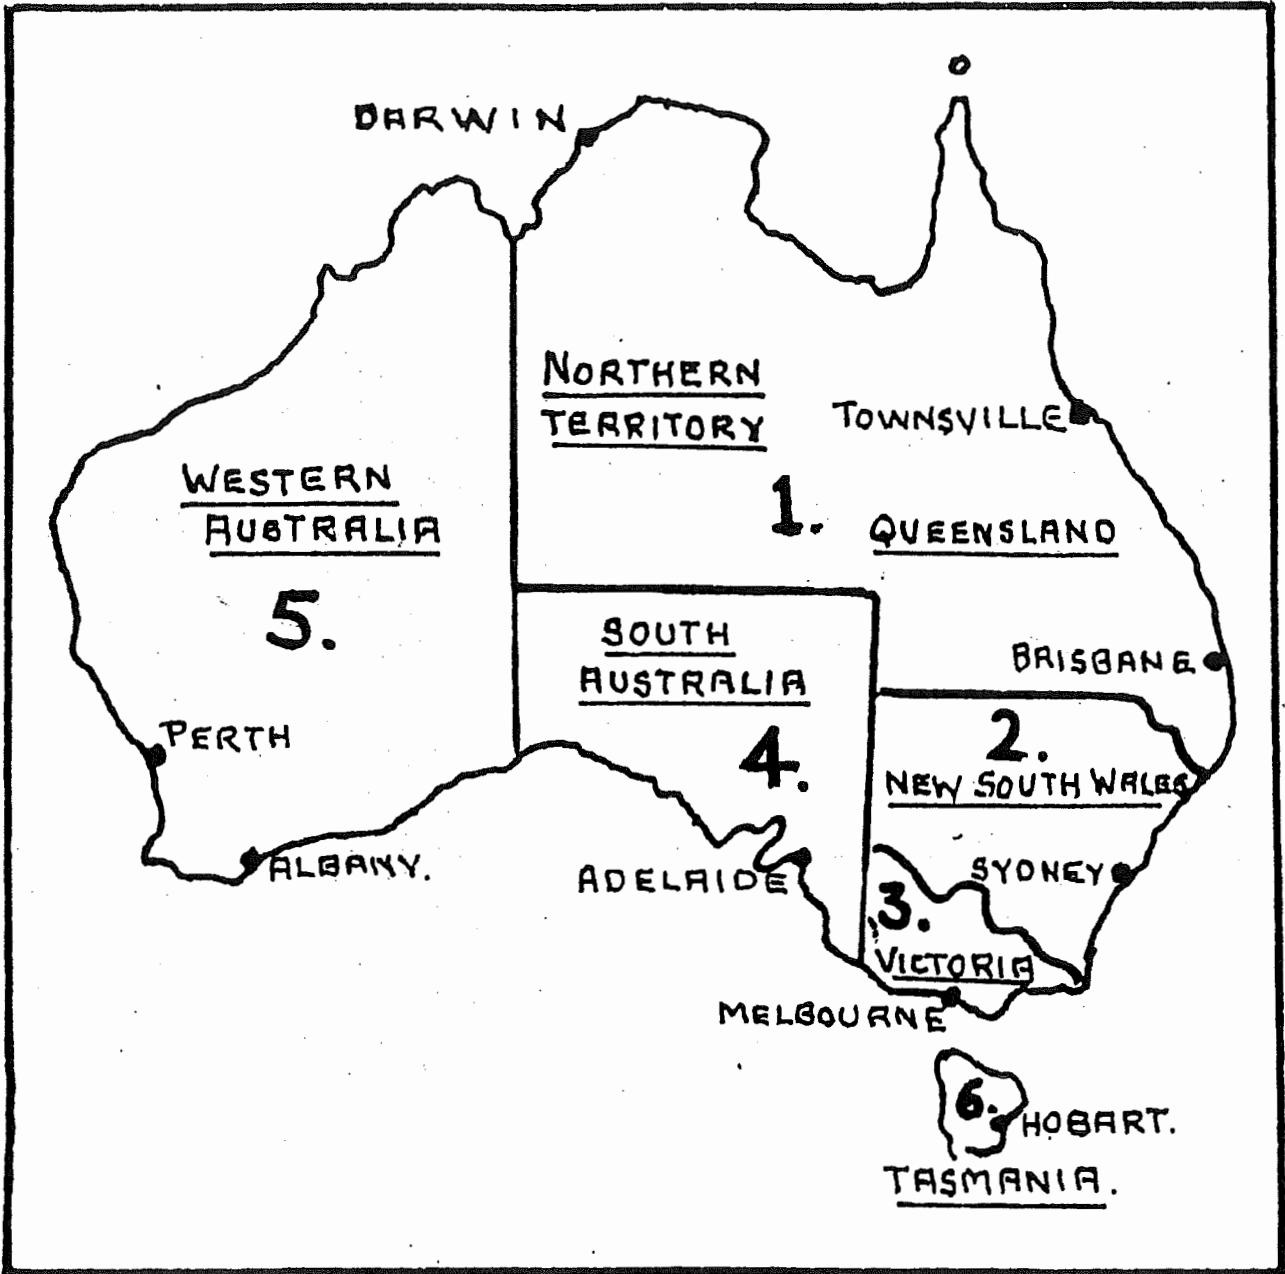 DARWIN
NORTHERN
TERRITORY
TOWNSVILLE
WESTERN
AUSTRALIA
1.
QUEENSLAND
5.
SOUTH
AUSTRALIA
BRISBANE
PERTH
4.
2.
NEW SOUTH WALES
ALBANY.
ADELAIDE
SYDNEY
3.
VICTORIA
MELBOURNE
6.
HOBART.
TASMANIA.